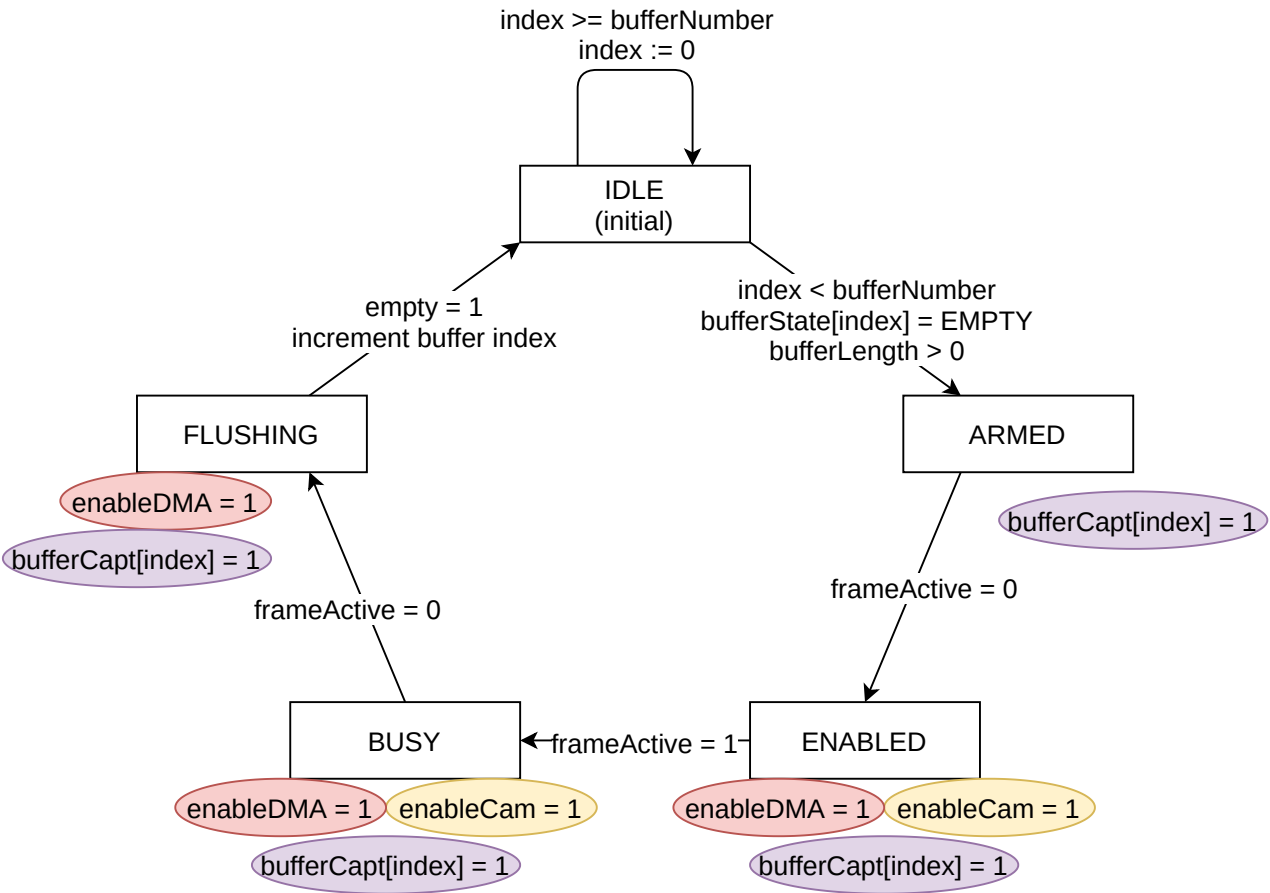 index >= bufferNumber
index := 0
IDLE
(initial)
empty = 1
increment buffer index
index < bufferNumber
bufferState[index] = EMPTY
bufferLength > 0
FLUSHING
ARMED
enableDMA = 1
bufferCapt[index] = 1
bufferCapt[index] = 1
frameActive = 0
frameActive = 0
BUSY
frameActive = 1
ENABLED
enableDMA = 1
enableCam = 1
enableDMA = 1
enableCam = 1
bufferCapt[index] = 1
bufferCapt[index] = 1